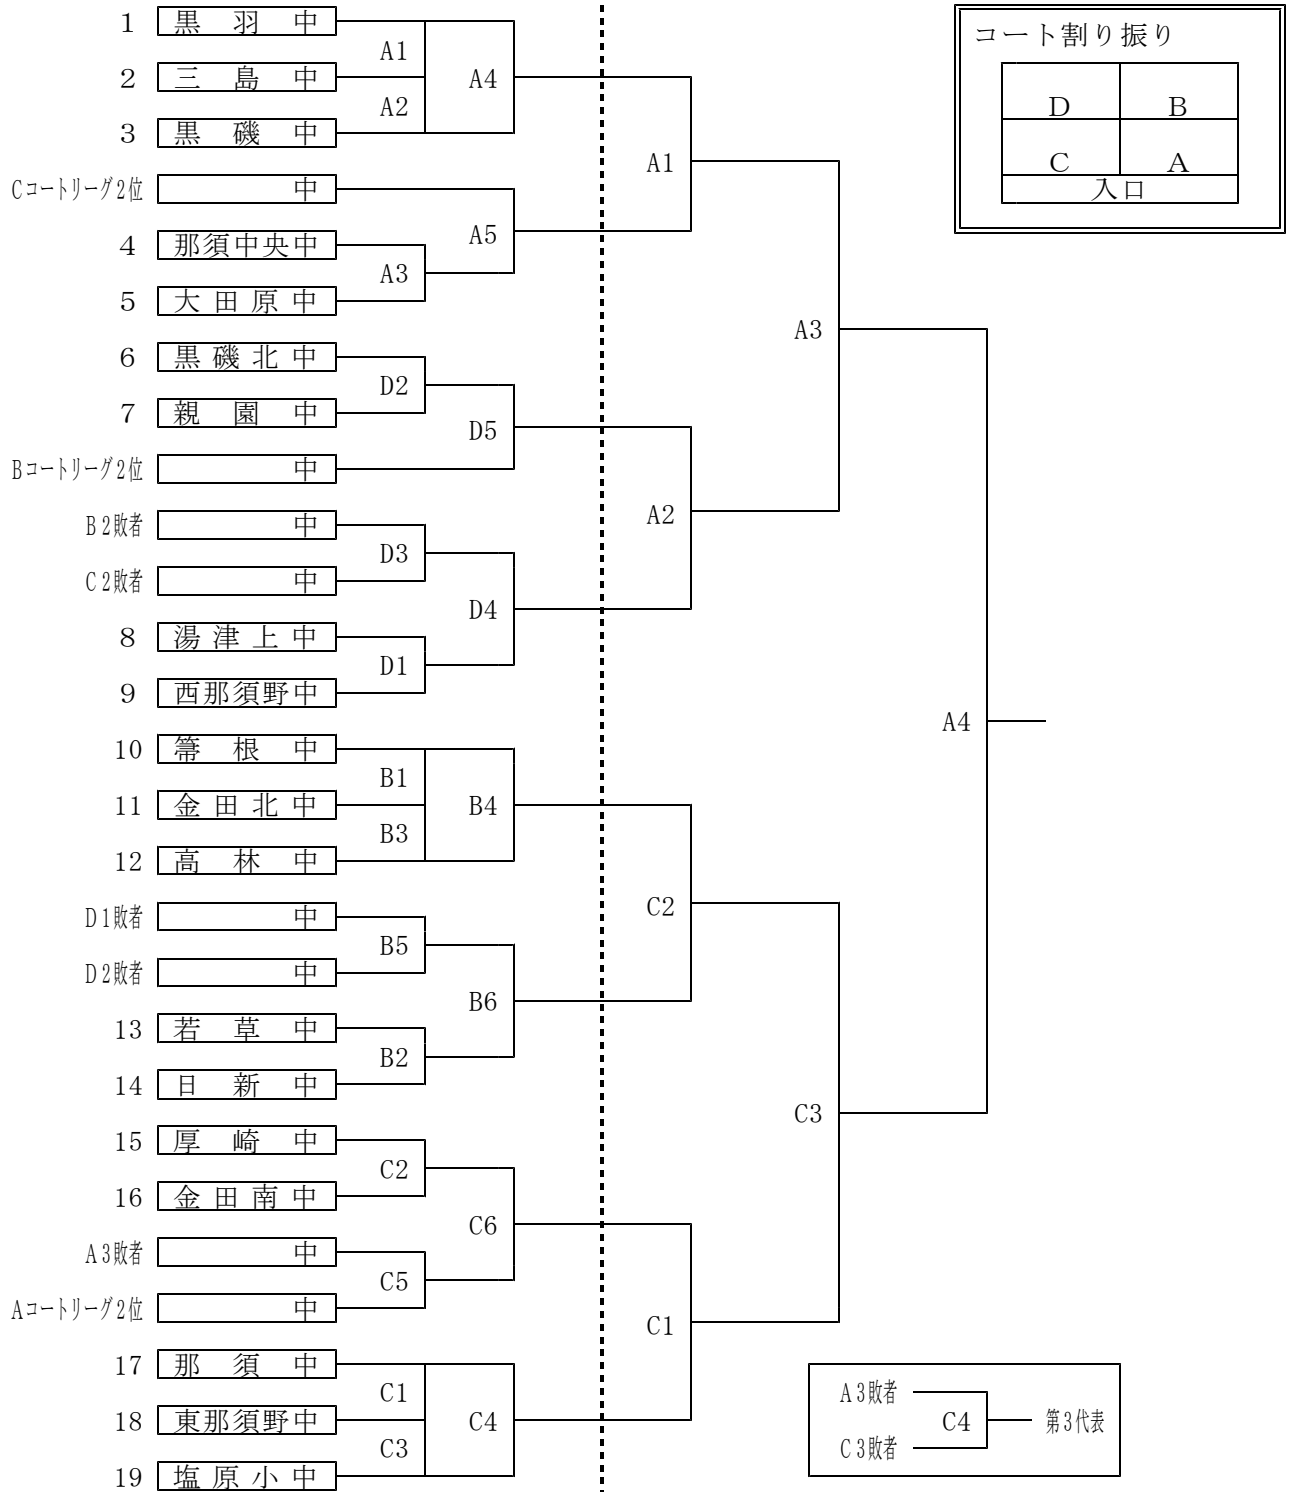 コート割り振り
D B
C A
入口
1 黒羽中
A1
2 三島中 A4
A2
3 黒磯中
A1
Cコートリーグ2位 中
A5
4 那須中央中
A3
5 大田原中
A3
6 黒磯北中
D2
7 親園中
D5
Bコートリーグ2位 中
A2
B2敗者 中
D3
C2敗者 中
D4
8 湯津上中
D1
9 西那須野中
A4
10 箒根中
B1
11 金田北中 B4
B3
12 高林中
C2
D1敗者 中
B5
D2敗者 中
B6
13 若草中
B2
14 日新中
C3
15 厚崎中
C2
16 金田南中
C6
A3敗者 中
C5
Aコートリーグ2位 中
C1
17 那須中
C1
18 東那須野中 C4
C3
19 塩原小中
A3敗者
C4 第3代表
C3敗者